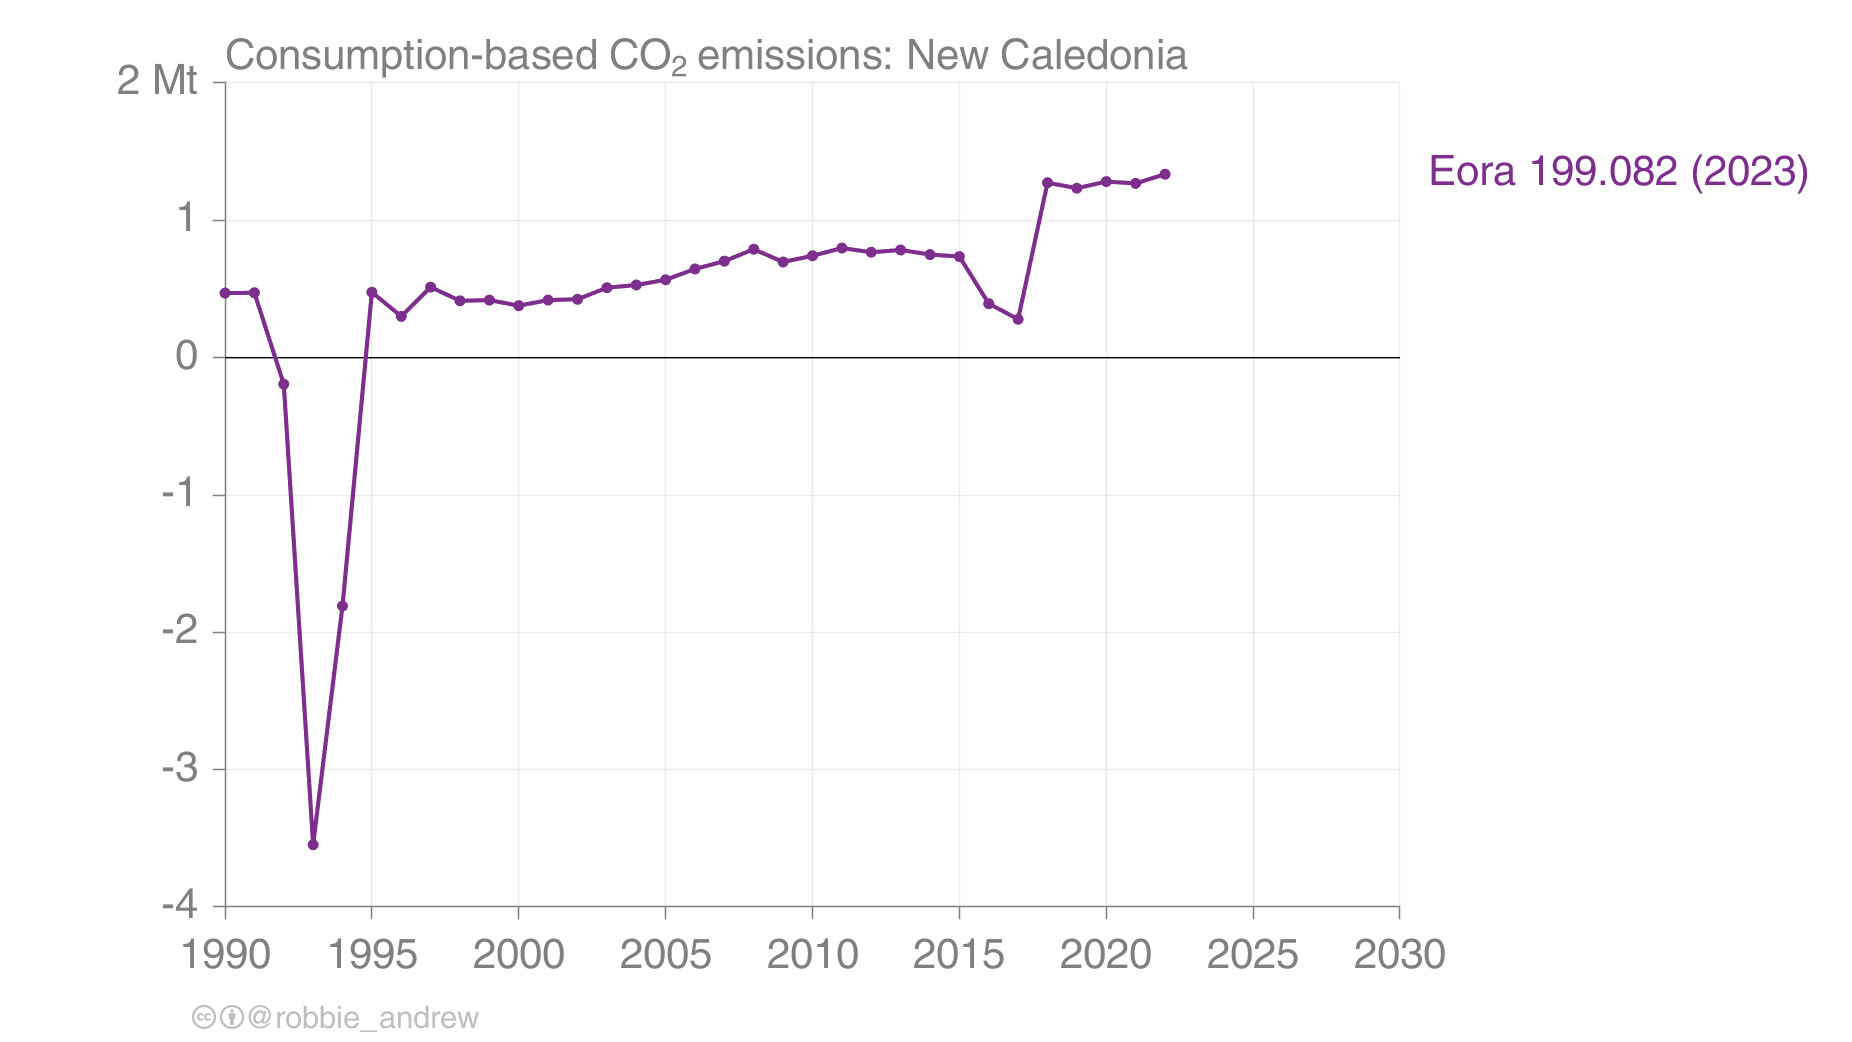 Consumption-based CO₂ emissions: New Caledonia
2 Mt
1
0
-1
-2
-3
-4
1990 1995 2000 2005 2010 2015 2020 2025 2030
Eora 199.082 (2023)
cc @robbie_andrew